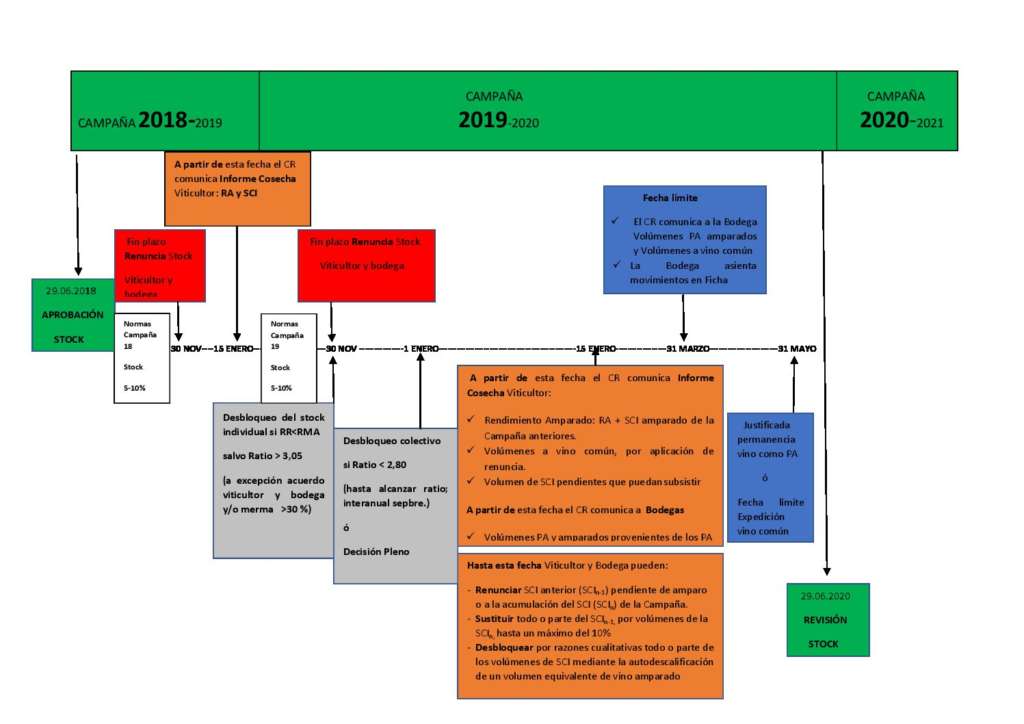 CAMPAÑA 2018-2019
CAMPAÑA
2019-2020
CAMPAÑA
2020-2021
A partir de esta fecha el CR
comunica Informe Cosecha
Viticultor: RA y SCI
Fin plazo
Renuncia Stock
Viticultor y
bodega
Fin plazo Renuncia Stock
Viticultor y bodega
Fecha límite
✓ El CR comunica a la Bodega
Volúmenes PA amparados
y Volúmenes a vino común
✓ La Bodega asienta
movimientos en Ficha
29.06.2018
APROBACIÓN
STOCK
Normas
Campaña
18
Stock
5-10%
30 NOV
15 ENERO
Normas
Campaña
19
Stock
5-10%
30 NOV
1 ENERO
15 ENERO
31 MARZO
31 MAYO
Desbloqueo del stock
individual si RR<RMA
salvo Ratio > 3,05
(a excepción acuerdo
viticultor y bodega
y/o merma >30 %)
Desbloqueo colectivo
si Ratio < 2,80
(hasta alcanzar ratio;
interanual sepbre.)
ó
Decisión Pleno
A partir de esta fecha el CR comunica Informe
Cosecha Viticultor:
✓ Rendimiento Amparado: RA + SCI amparado de la
Campaña anteriores.
✓ Volúmenes a vino común, por aplicación de
renuncia.
✓ Volumen de SCI pendientes que puedan subsistir
A partir de esta fecha el CR comunica a Bodegas
✓ Volúmenes PA y amparados provenientes de los PA
Justificada
permanencia
vino como PA
ó
Fecha límite
Expedición
vino común
Hasta esta fecha Viticultor y Bodega pueden:
- Renunciar SCI anterior (SCIn-1) pendiente de amparo
o a la acumulación del SCI (SCIn) de la Campaña.
- Sustituir todo o parte del SCIn-1, por volúmenes de la
SCIn, hasta un máximo del 10%
- Desbloquear por razones cualitativas todo o parte de
los volúmenes de SCI mediante la autodescalificación
de un volumen equivalente de vino amparado
29.06.2020
REVISIÓN
STOCK